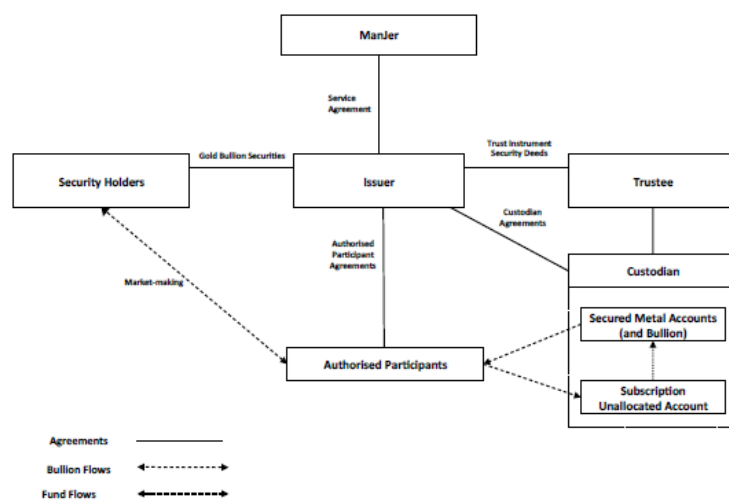 ManJer
Service
Agreement
Trust Instrument
Security Deeds
Gold Bullion Securities
Security Holders
Issuer
Trustee
Custodian
Agreements
Authorised
Participant
Agreements
Custodian
Market-making
Secured Metal Accounts
(and Bullion)
Authorised Participants
Subscription
Unallocated Account
Agreements
Bullion Flows
Fund Flows